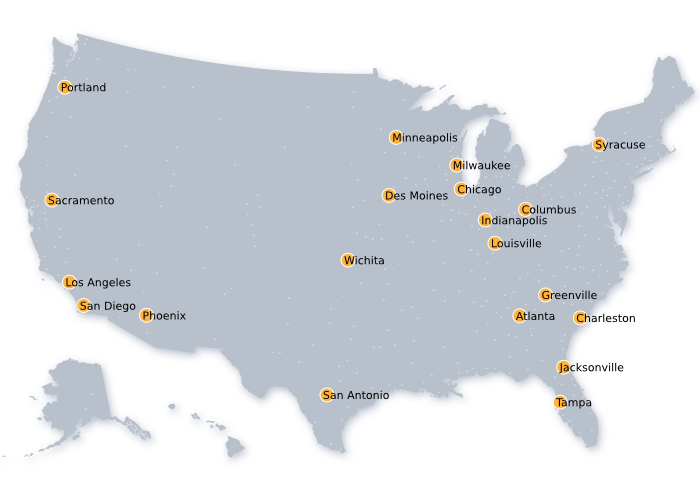 Portland
Minneapolis
Syracuse
Milwaukee
Chicago
Des Moines
Sacramento
Columbus
Indianapolis
Louisville
Wichita
Los Angeles
Greenville
San Diego
Phoenix
Atlanta
Charleston
Jacksonville
San Antonio
Tampa